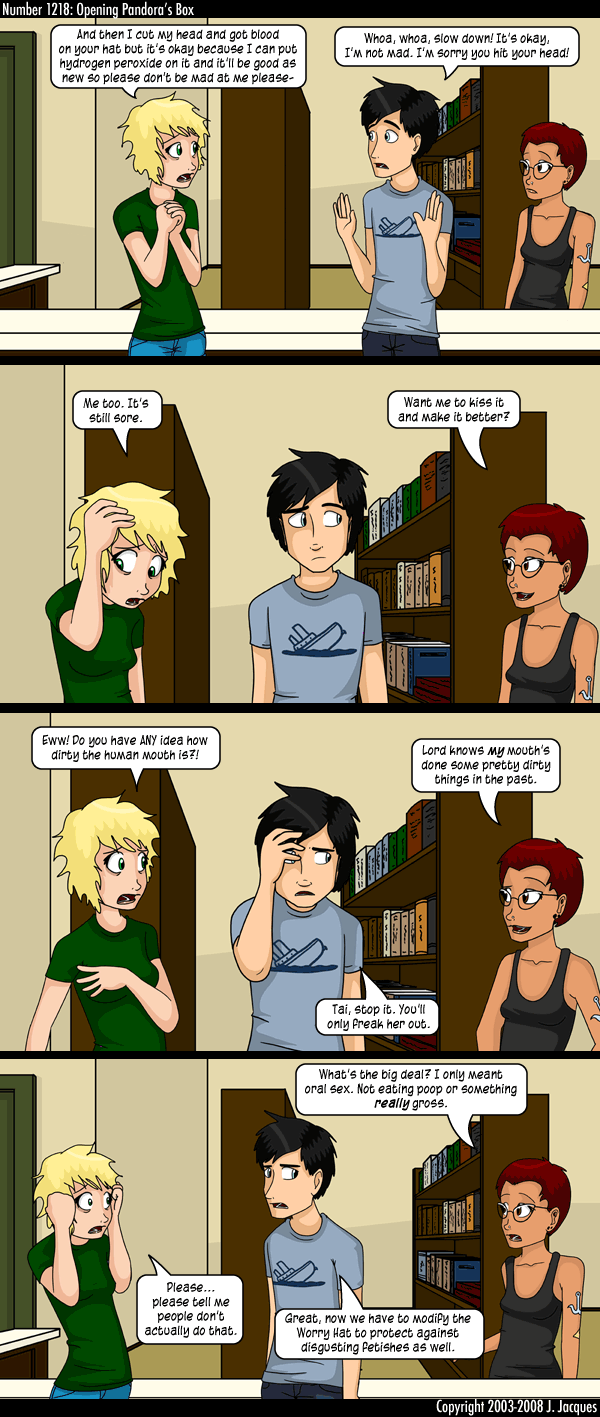 Number 1218: Opening Pandora's Box
And then I cut my head and got blood
on your hat but it's okay because I can put
hydrogen peroxide on it and it'll be good as
new so please don't be mad at me please-
Whoa, whoa, slow down! It's okay,
I'm not mad. I'm sorry you hit your head!
Me too. It's
still sore.
Want me to kiss it
and make it better?
Eww! Do you have ANY idea how
dirty the human mouth is?!
Lord knows my mouth's
done some pretty dirty
things in the past.
Tai, stop it. You'll
only freak her out.
What's the big deal? I only meant
oral sex. Not eating poop or something
really gross.
Please...
please tell me
people don't
actually do that.
Great, now we have to modify the
Worry Hat to protect against
disgusting fetishes as well.
Copyright 2003-2008 J. Jacques